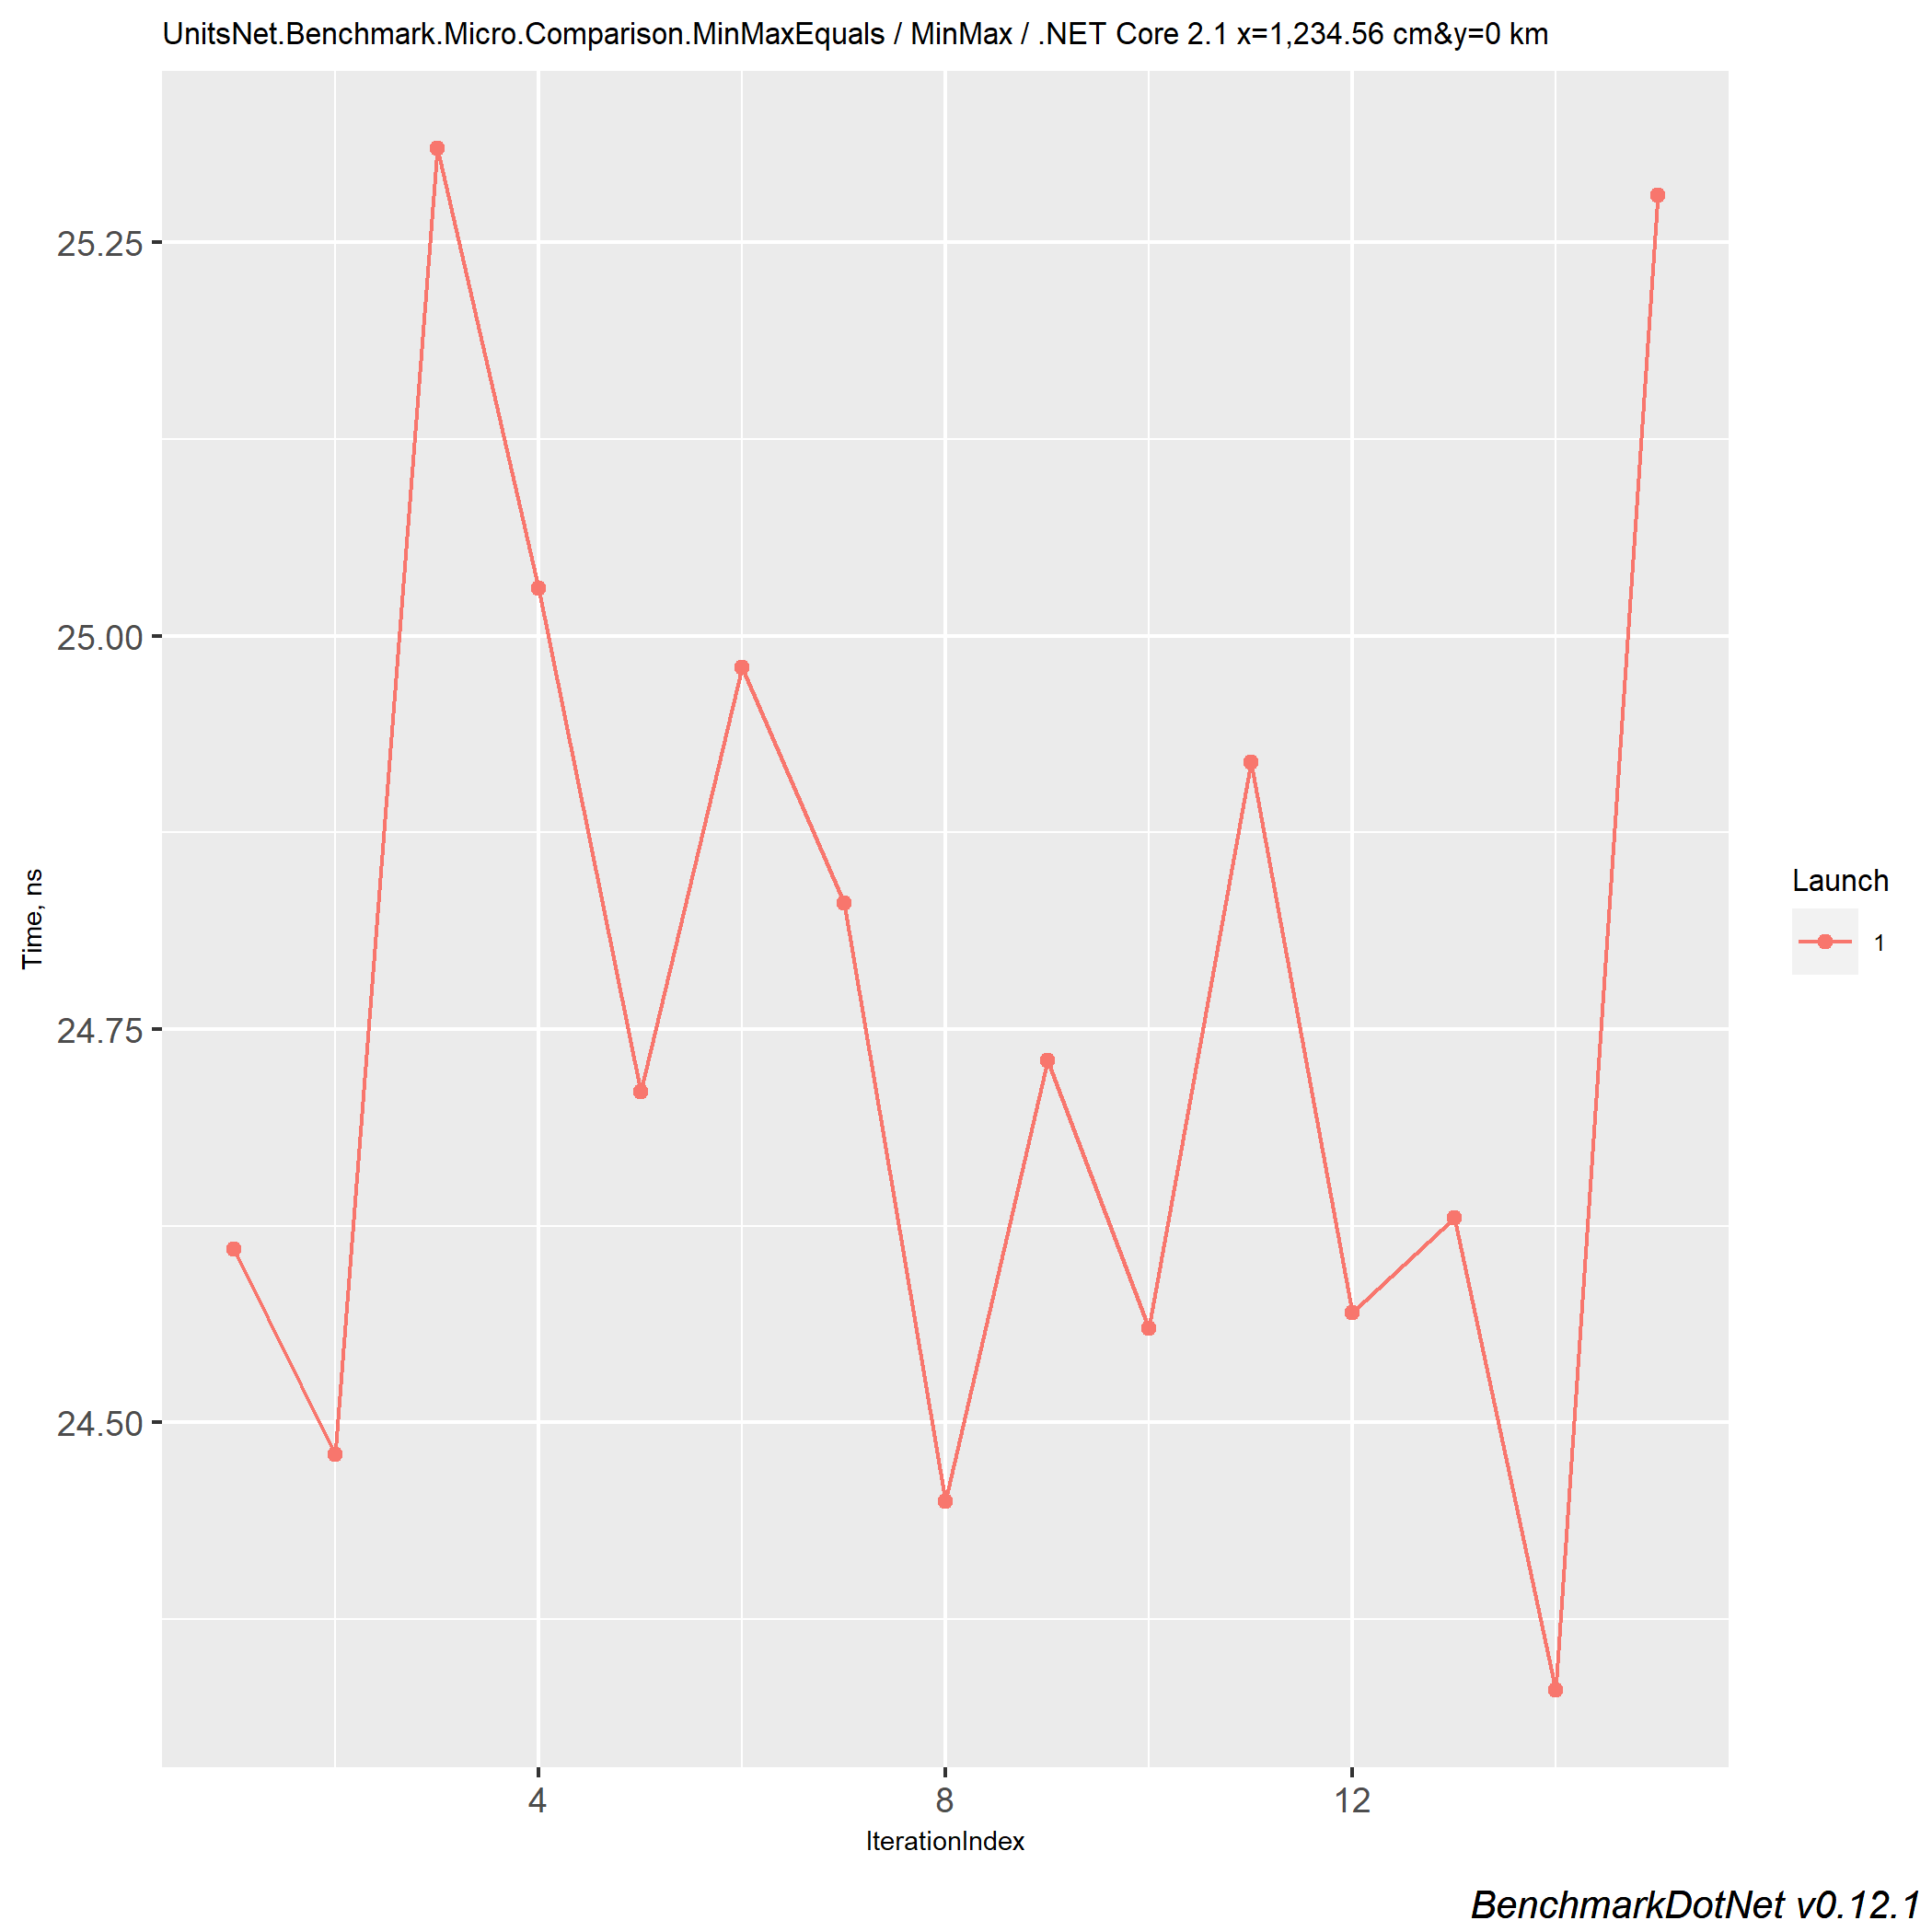 UnitsNet.Benchmark.Micro.Comparison.MinMaxEquals / MinMax / .NET Core 2.1 x=1,234.56 cm&y=0 km
25.25
25.00
24.75
24.50
Time, ns
4
8
12
IterationIndex
Launch
1
BenchmarkDotNet v0.12.1